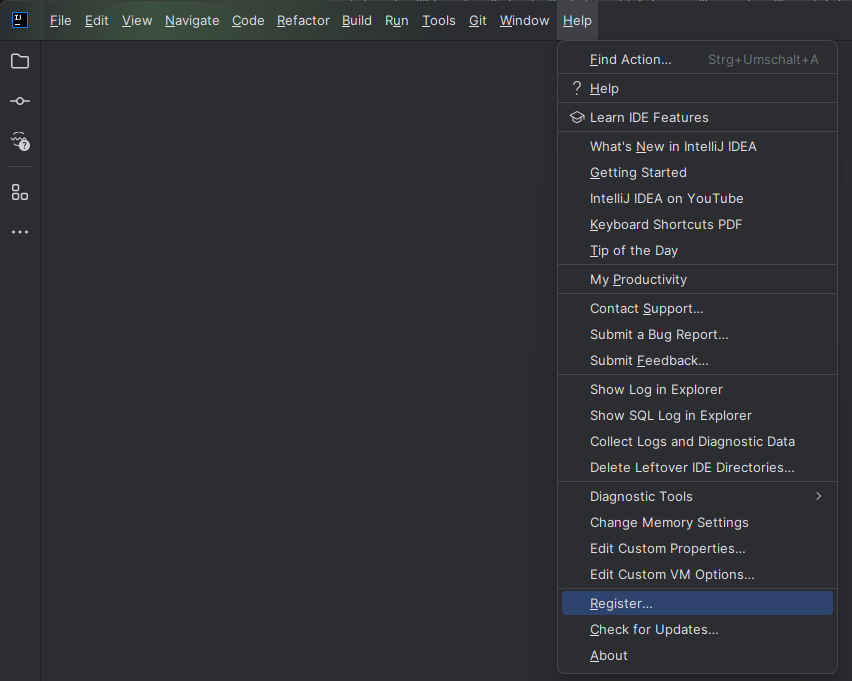 IJ
File Edit View Navigate Code Refactor Build Run Tools Git Window Help
Find Action... Strg+Umschalt+A
? Help
Learn IDE Features
What's New in IntelliJ IDEA
Getting Started
IntelliJ IDEA on YouTube
Keyboard Shortcuts PDF
Tip of the Day
My Productivity
Contact Support...
Submit a Bug Report...
Submit Feedback...
Show Log in Explorer
Show SQL Log in Explorer
Collect Logs and Diagnostic Data
Delete Leftover IDE Directories...
Diagnostic Tools
Change Memory Settings
Edit Custom Properties...
Edit Custom VM Options...
Register...
Check for Updates...
About